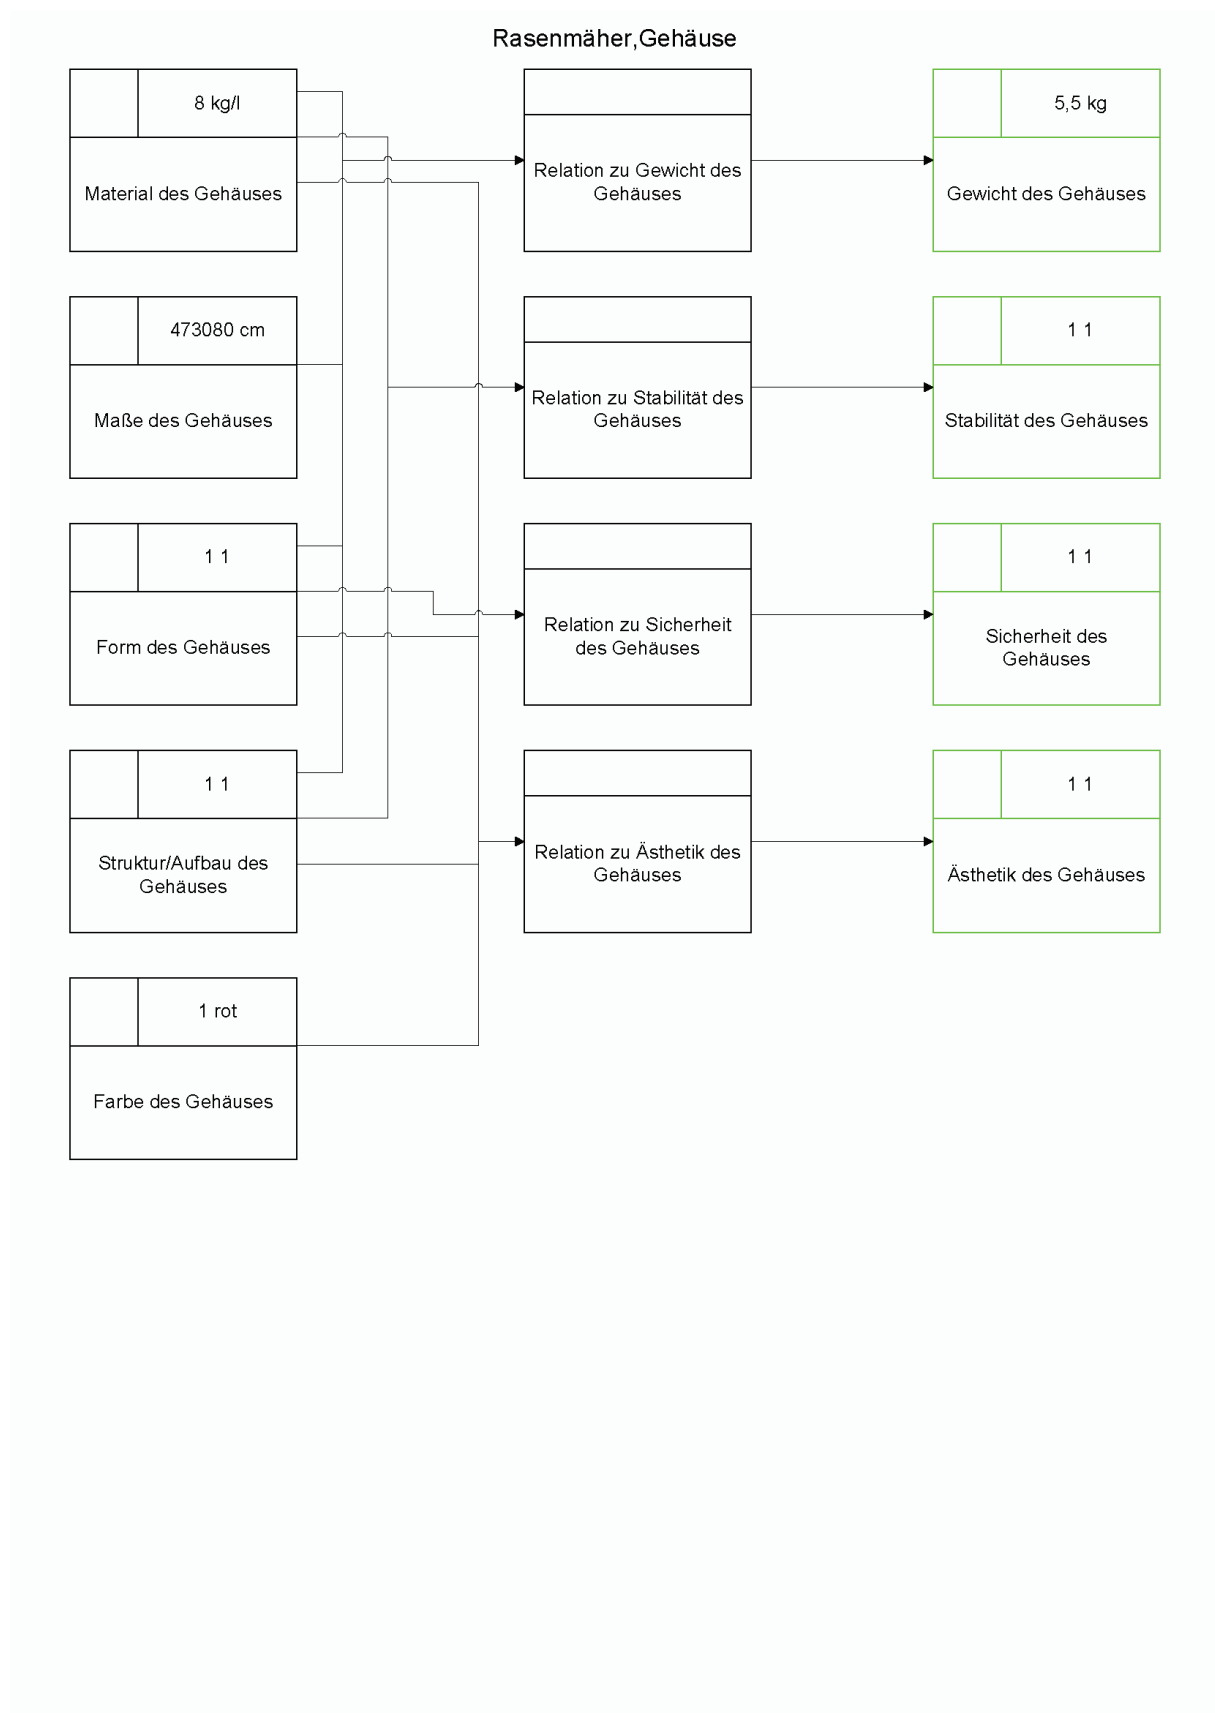 Rasenmäher,Gehäuse
8 kg/l
Material des Gehäuses
Relation zu Gewicht des
Gehäuses
5,5 kg
Gewicht des Gehäuses
473080 cm
Maße des Gehäuses
Relation zu Stabilität des
Gehäuses
1 1
Stabilität des Gehäuses
1 1
Form des Gehäuses
Relation zu Sicherheit
des Gehäuses
1 1
Sicherheit des
Gehäuses
1 1
Struktur/Aufbau des
Gehäuses
Relation zu Ästhetik des
Gehäuses
1 1
Ästhetik des Gehäuses
1 rot
Farbe des Gehäuses